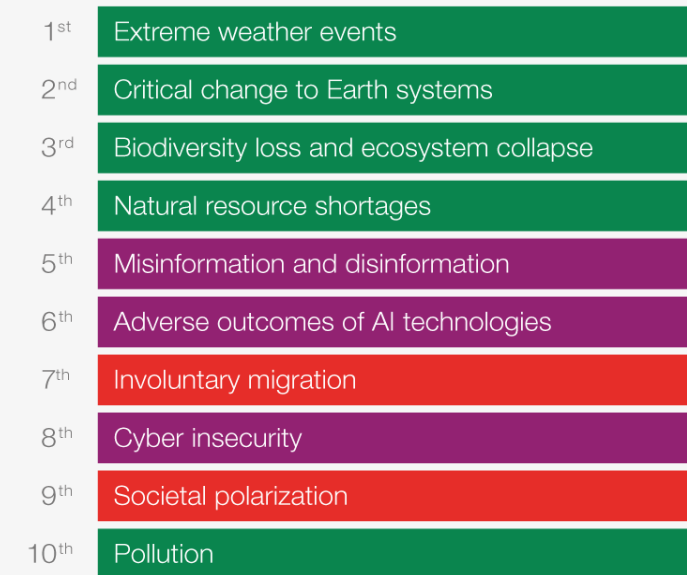 1st Extreme weather events
2nd Critical change to Earth systems
3rd Biodiversity loss and ecosystem collapse
4th Natural resource shortages
5th Misinformation and disinformation
6th Adverse outcomes of AI technologies
7th Involuntary migration
8th Cyber insecurity
9th Societal polarization
10th Pollution